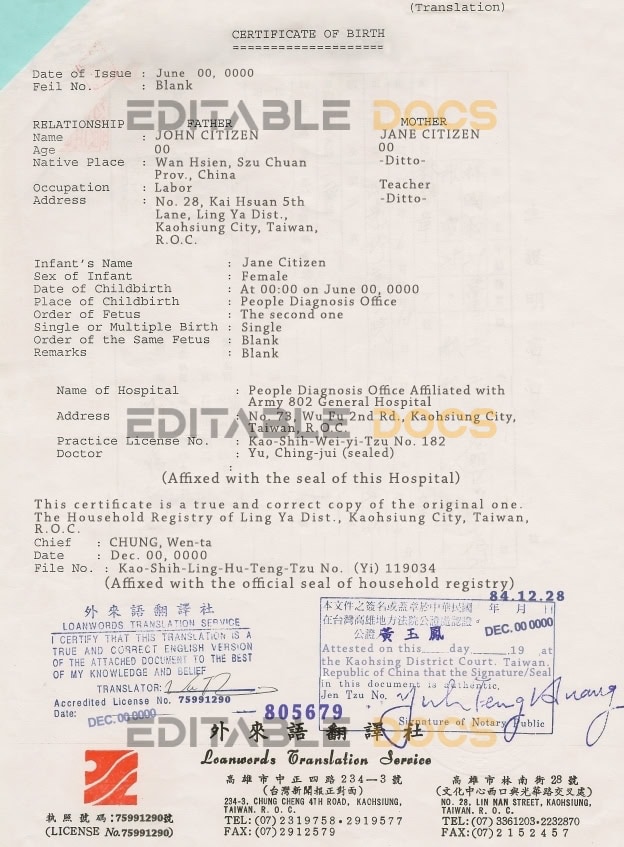 (Translation)
CERTIFICATE OF BIRTH
====================
Date of Issue : June 00, 0000
Feil No. : Blank
EDITABLE DOCS
RELATIONSHIP FATHER MOTHER
Name : JOHN CITIZEN JANE CITIZEN
Age : 00 00
Native Place : Wan Hsien, Szu Chuan -Ditto-
Prov., China
Occupation : Labor Teacher
Address : No. 28, Kai Hsuan 5th -Ditto-
Lane, Ling Ya Dist.,
Kaohsiung City, Taiwan,
R.O.C.
Infant's Name : Jane Citizen
Sex of Infant : Female
Date of Childbirth : At 00:00 on June 00, 0000
Place of Childbirth : People Diagnosis Office
Order of Fetus : The second one
Single or Multiple Birth : Single
Order of the Same Fetus : Blank
Remarks : Blank
Name of Hospital : People Diagnosis Office Affiliated with
Army 802 General Hospital
EDITABLE DOCS
Address : No. 73, Wu Fu 2nd Rd., Kaohsiung City,
Taiwan, R.O.C.
Practice License No. : Kao-Shih-Wei-yi-Tzu No. 182
Doctor : Yu, Ching-jui (sealed)
:
(Affixed with the seal of this Hospital)
This certificate is a true and correct copy of the original one.
The Household Registry of Ling Ya Dist., Kaohsiung City, Taiwan,
R.O.C.
Chief : CHUNG, Wen-ta
Date : Dec. 00, 0000
File No. : Kao-Shih-Ling-Hu-Teng-Tzu No. (Yi) 119034
(Affixed with the official seal of household registry)
84.12.28
外來語翻譯社
LOANWORDS TRANSLATION SERVICE
I CERTIFY THAT THIS TRANSLATION IS A
TRUE AND CORRECT ENGLISH VERSION
OF THE ATTACHED DOCUMENT TO THE BEST
OF MY KNOWLEDGE AND BELIEF
TRANSLATOR:
Accredited License No. 75991290
Date: DEC. 00 0000
本文件之簽名或蓋章於中華民國 年 月 日
在台灣高雄地方法院公證處認證。
公證 黃玉鳳 DEC. 00 0000
Attested on this day 19 at
the Kaohsing District Court. Taiwan.
Republic of China that the Signature/Seal
in this document is authentic.
Jen Tzu No.
Signature of Notary Public
805679
EDITABLE DOCS
外來語翻譯社
Loanwords Translation Service
高雄市中正四路234—3號
(台灣新聞報正對面)
234-3. CHUNG CHENG 4TH ROAD, KAOHSIUNG,
TAIWAN. R. O. C.
TEL:(07)2319758•2919577
FAX:(07)2912579
高雄市林南街28號
(文化中心西口與光華路交叉處)
NO. 28, LIN NAN STREET, KAOHSIUNG,
TAIWAN. R. O. C.
TEL:(07)3361203•2232870
FAX:(07)2152457
執照號碼:75991290號
(LICENSE No.75991290)